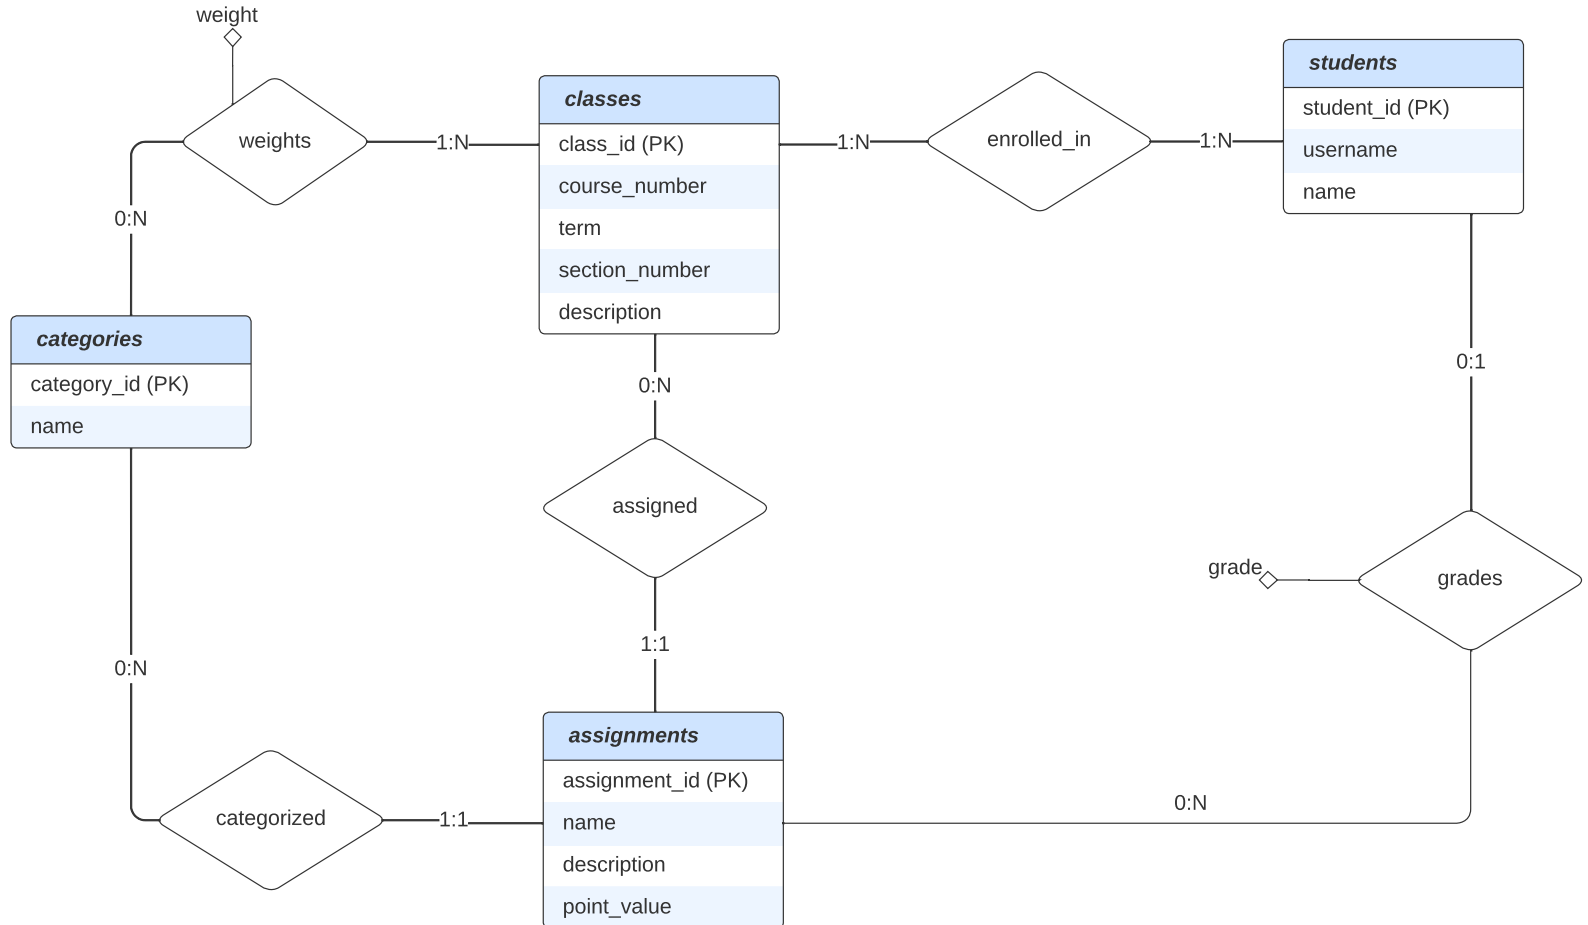 weight
weights
1:N
classes
class_id (PK)
course_number
term
section_number
description
1:N
enrolled_in
1:N
students
student_id (PK)
username
name
0:N
categories
category_id (PK)
name
0:N
assigned
1:1
0:1
grade
grades
0:N
categorized
1:1
assignments
assignment_id (PK)
name
description
point_value
0:N